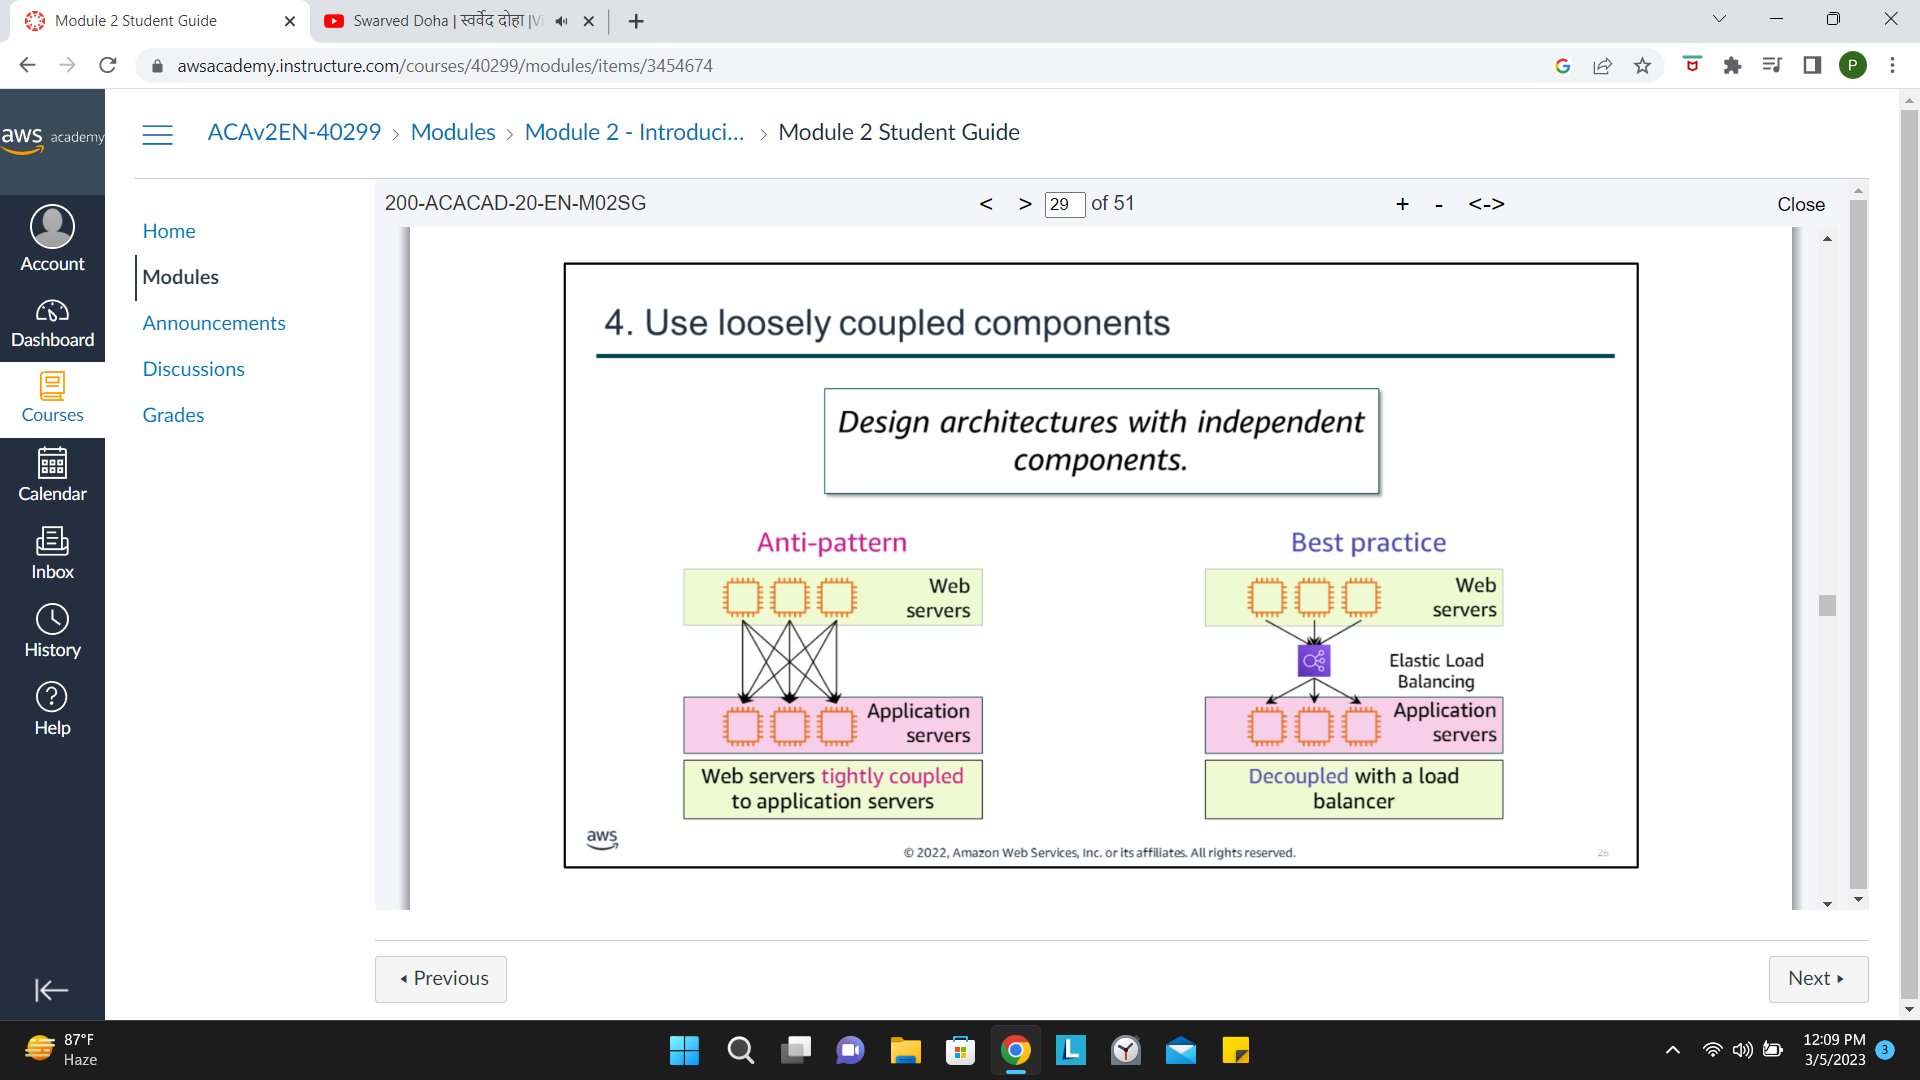 Module 2 Student Guide
Swarved Doha | स्वर्वेद दोहा |Vi
awsacademy.instructure.com/courses/40299/modules/items/3454674
G
P
aws academy
ACAv2EN-40299 › Modules › Module 2 - Introduci... › Module 2 Student Guide
Account
Dashboard
Courses
Calendar
Inbox
History
Help
Home
Modules
Announcements
Discussions
Grades
200-ACACAD-20-EN-M02SG
< > 29 of 51
+ - <->
Close
4. Use loosely coupled components
Design architectures with independent
components.
Anti-pattern
Web
servers
Application
servers
Web servers tightly coupled
to application servers
Best practice
Web
servers
Elastic Load
Balancing
Application
servers
Decoupled with a load
balancer
aws
© 2022, Amazon Web Services, Inc. or its affiliates. All rights reserved.
26
Previous
Next
87°F
Haze
L
12:09 PM
3/5/2023
3